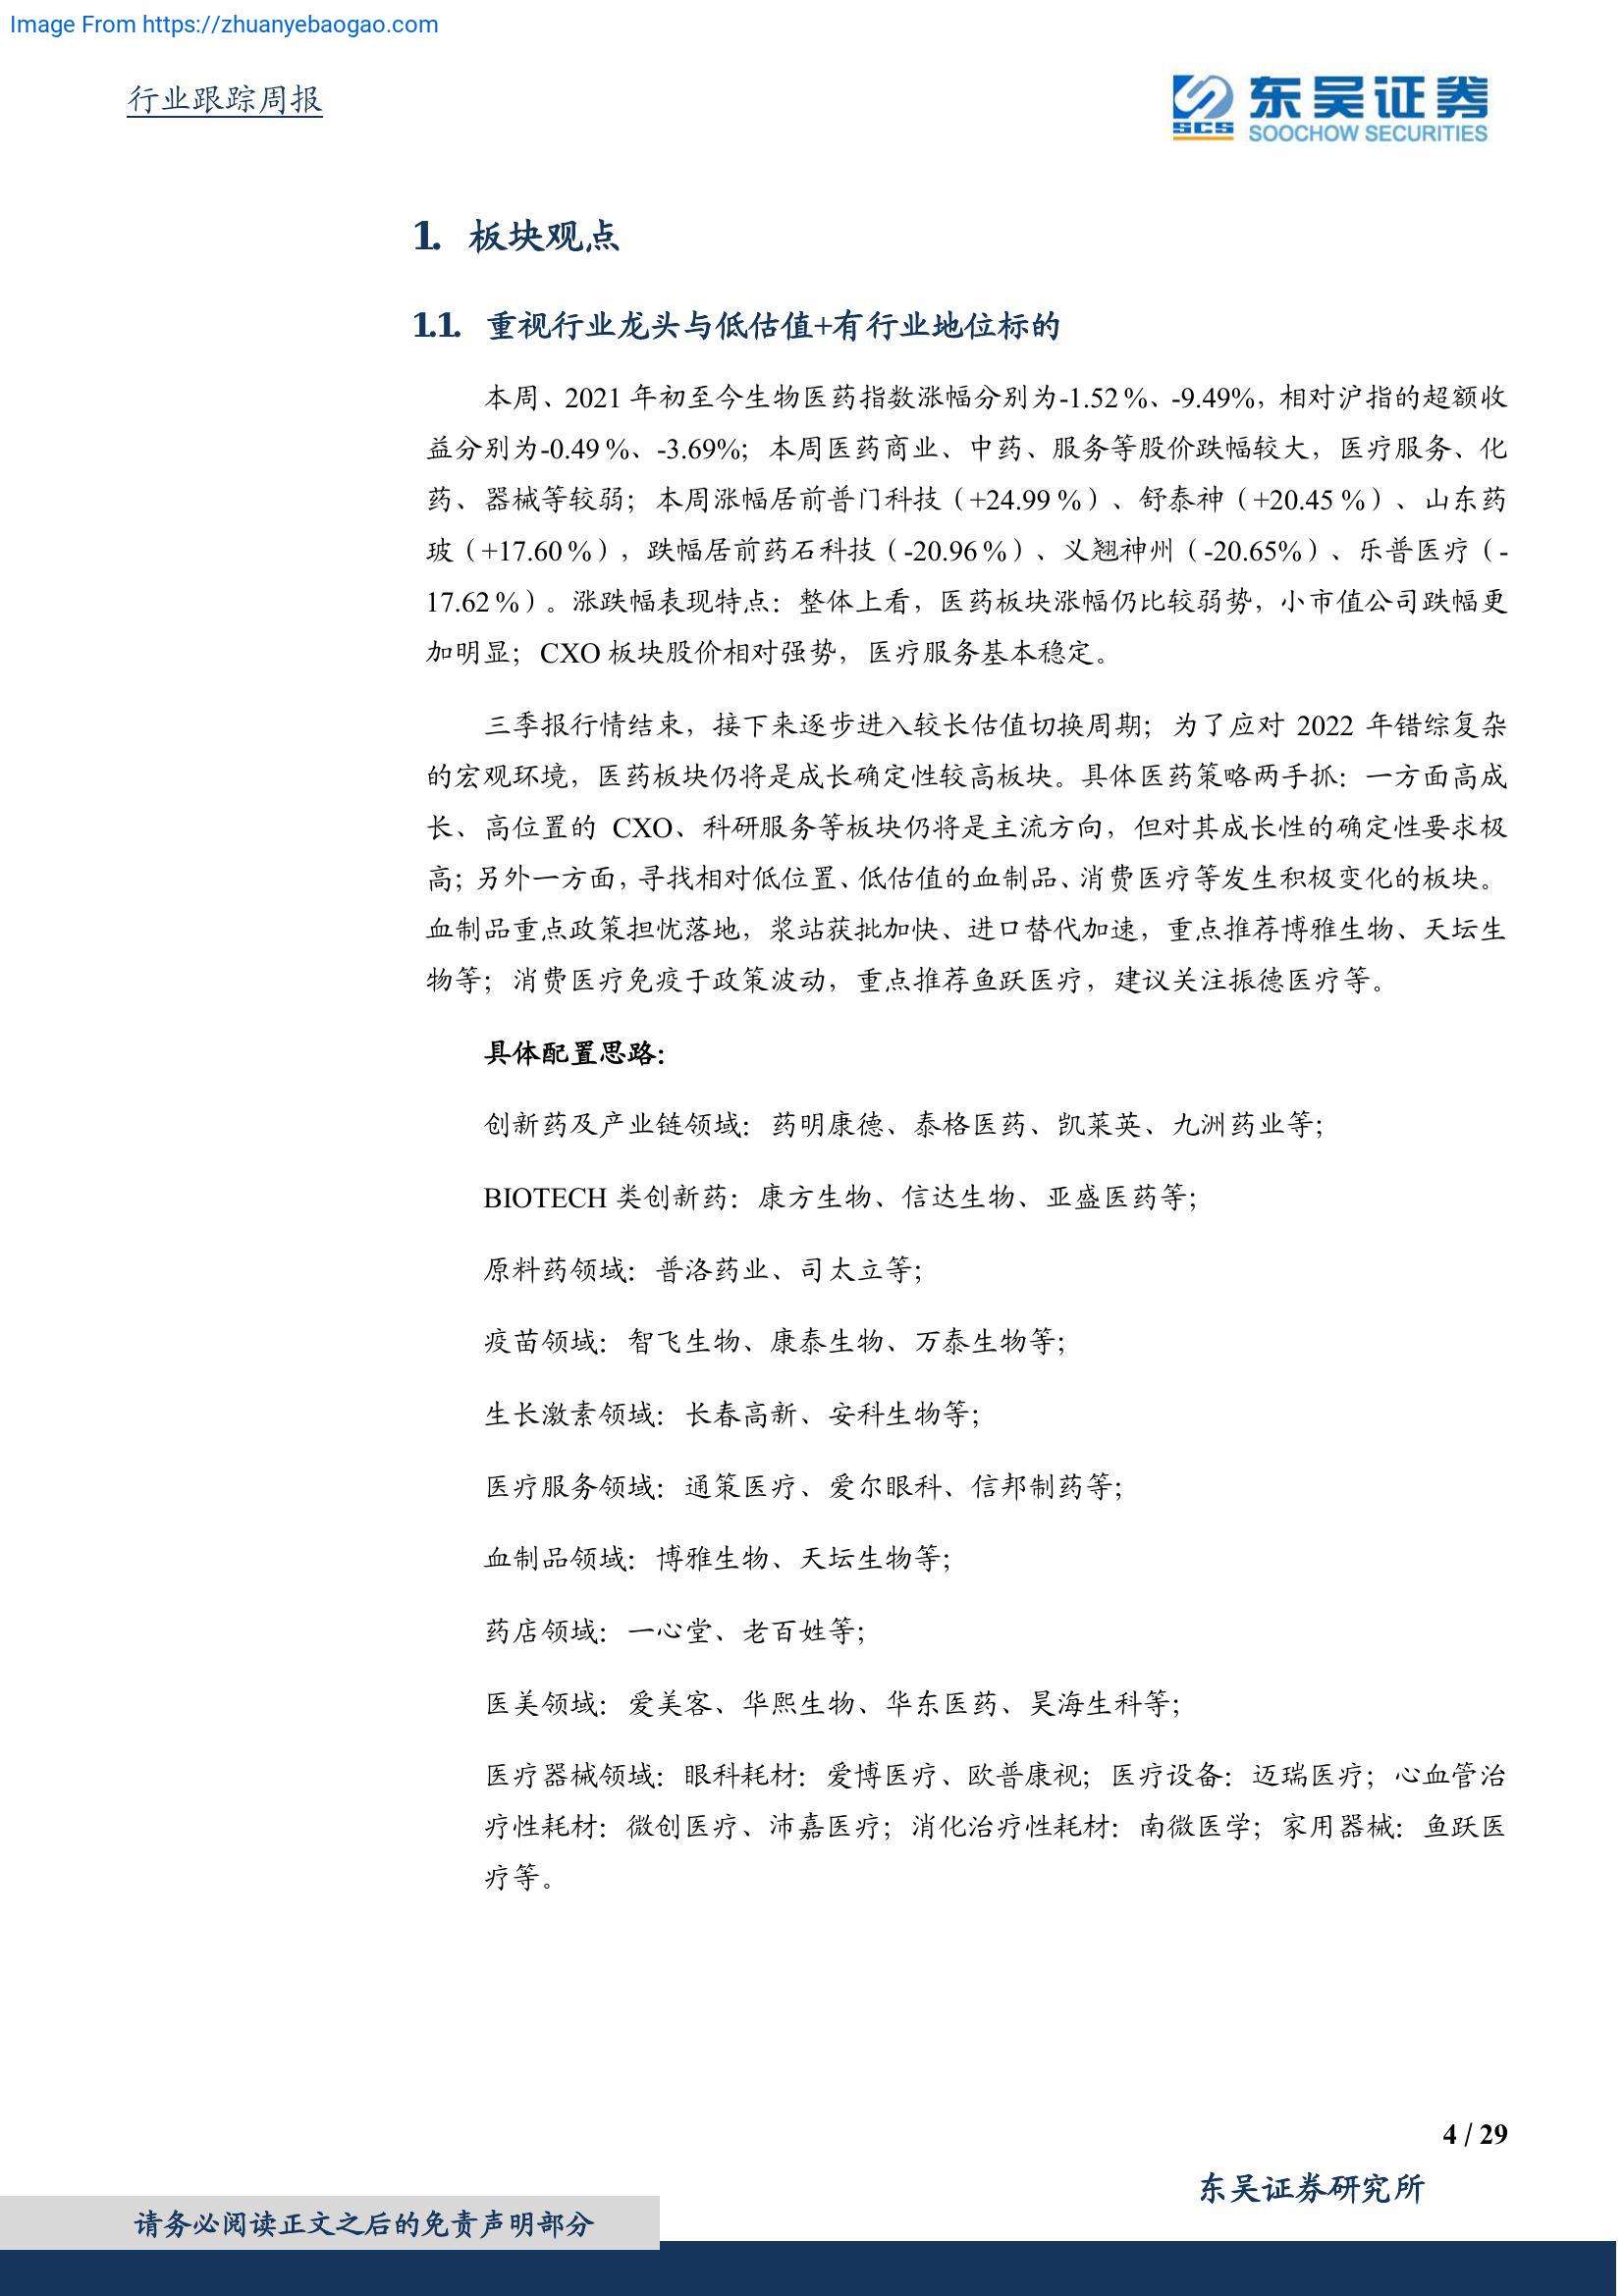 Image From https://zhuanyebaogao.com
行业跟踪周报
东吴证券
SCS
SOOCHOW SECURITIES
1. 板块观点
1.1. 重视行业龙头与低估值+有行业地位标的
本周、2021 年初至今生物医药指数涨幅分别为-1.52%、-9.49%，相对沪指的超额收
益分别为-0.49%、-3.69%；本周医药商业、中药、服务等股价跌幅较大，医疗服务、化
药、器械等较弱；本周涨幅居前普门科技（+24.99%）、舒泰神（+20.45%）、山东药
玻（+17.60%），跌幅居前药石科技（-20.96%）、义翘神州（-20.65%）、乐普医疗（-
17.62%）。涨跌幅表现特点：整体上看，医药板块涨幅仍比较弱势，小市值公司跌幅更
加明显；CXO 板块股价相对强势，医疗服务基本稳定。
三季报行情结束，接下来逐步进入较长估值切换周期；为了应对 2022 年错综复杂
的宏观环境，医药板块仍将是成长确定性较高板块。具体医药策略两手抓：一方面高成
长、高位置的 CXO、科研服务等板块仍将是主流方向，但对其成长性的确定性要求极
高；另外一方面，寻找相对低位置、低估值的血制品、消费医疗等发生积极变化的板块。
血制品重点政策担忧落地，浆站获批加快、进口替代加速，重点推荐博雅生物、天坛生
物等；消费医疗免疫于政策波动，重点推荐鱼跃医疗，建议关注振德医疗等。
具体配置思路：
创新药及产业链领域：药明康德、泰格医药、凯莱英、九洲药业等；
BIOTECH 类创新药：康方生物、信达生物、亚盛医药等；
原料药领域：普洛药业、司太立等；
疫苗领域：智飞生物、康泰生物、万泰生物等；
生长激素领域：长春高新、安科生物等；
医疗服务领域：通策医疗、爱尔眼科、信邦制药等；
血制品领域：博雅生物、天坛生物等；
药店领域：一心堂、老百姓等；
医美领域：爱美客、华熙生物、华东医药、昊海生科等；
医疗器械领域：眼科耗材：爱博医疗、欧普康视；医疗设备：迈瑞医疗；心血管治
疗性耗材：微创医疗、沛嘉医疗；消化治疗性耗材：南微医学；家用器械：鱼跃医
疗等。
4 / 29
东吴证券研究所
请务必阅读正文之后的免责声明部分